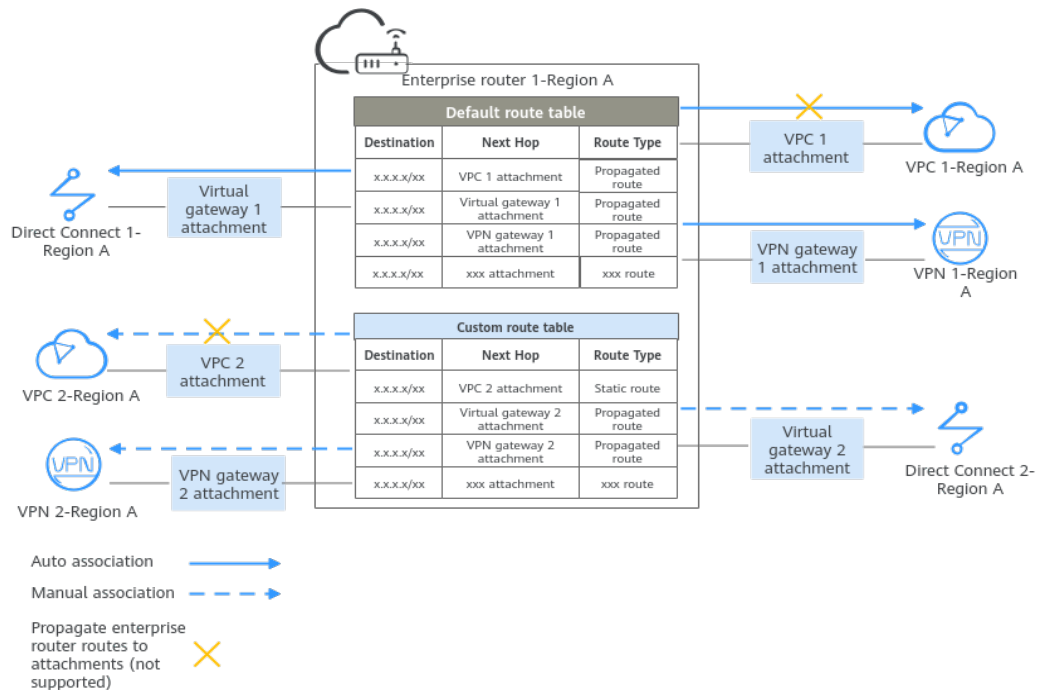 Enterprise router 1-Region A
Default route table
Destination Next Hop Route Type
x.x.x.x/xx VPC 1 attachment Propagated
route
x.x.x.x/xx Virtual gateway 1
attachment Propagated
route
x.x.x.x/xx VPN gateway 1
attachment Propagated
route
x.x.x.x/xx xxx attachment xxx route
Custom route table
Destination Next Hop Route Type
x.x.x.x/xx VPC 2 attachment Static route
x.x.x.x/xx Virtual gateway 2
attachment Propagated
route
x.x.x.x/xx VPN gateway 2
attachment Propagated
route
x.x.x.x/xx xxx attachment xxx route
Virtual
gateway 1
attachment
Direct Connect 1-
Region A
VPC 2
attachment
VPC 2-Region A
VPN
VPN gateway
2 attachment
VPN 2-Region A
VPC 1
attachment
VPC 1-Region A
VPN
VPN gateway
1 attachment
VPN 1-Region
A
Virtual
gateway 2
attachment
Direct Connect 2-
Region A
Auto association
Manual association
Propagate enterprise
router routes to
attachments (not
supported)